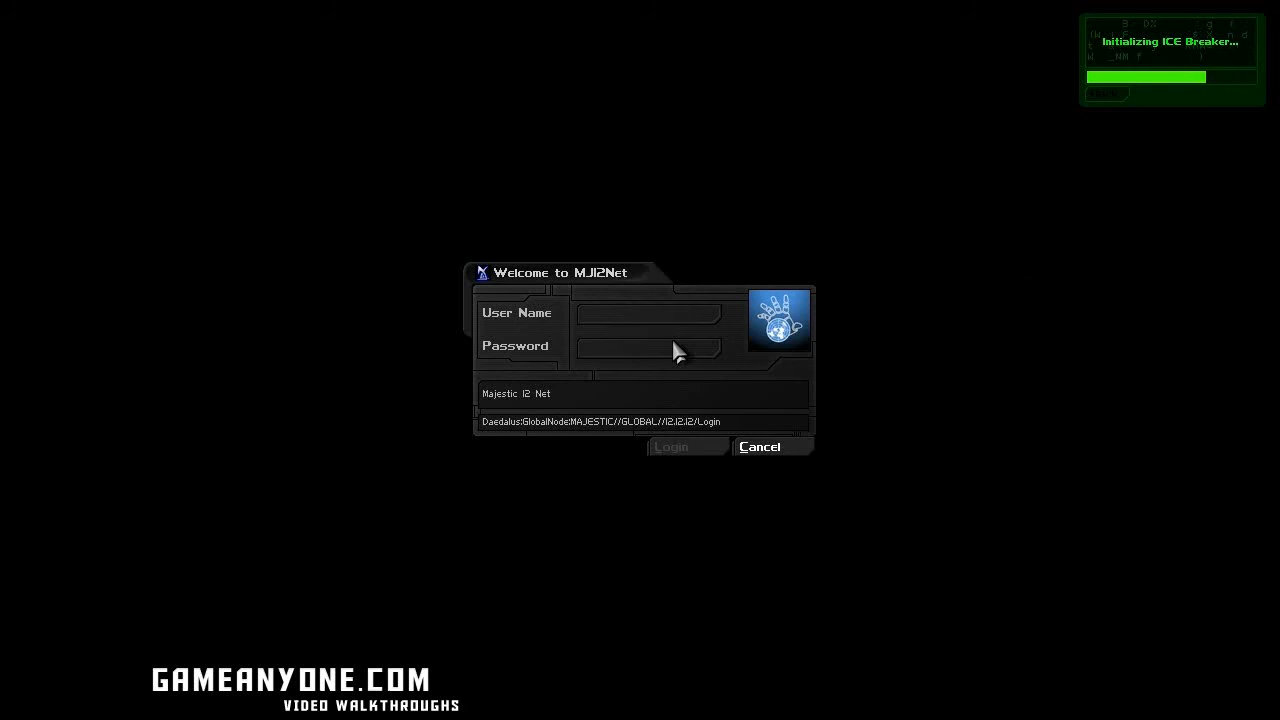 Initializing ICE Breaker...
Welcome to MJ12Net
User Name
Password
Majestic 12 Net
Daedalus:GlobalNode:MAJESTIC//GLOBAL//12.12.12/Login
Login
Cancel
GAMEANYONE.COM
VIDEO WALKTHROUGHS